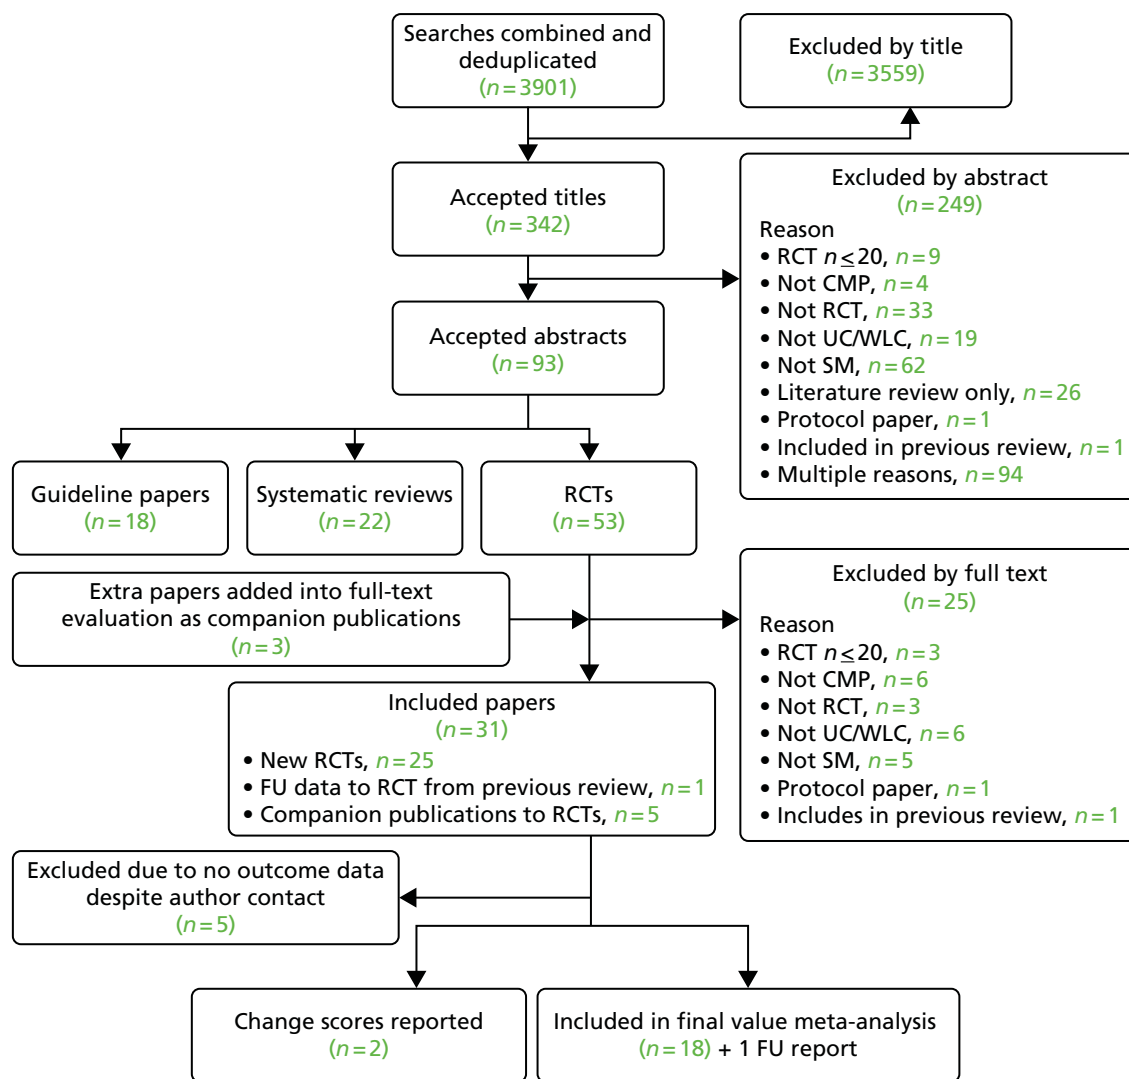 Searches combined and
deduplicated
(n=3901)
Excluded by title
(n=3559)
Accepted titles
(n=342)
Excluded by abstract
(n=249)
Reason
• RCT n≤20, n=9
• Not CMP, n=4
• Not RCT, n=33
• Not UC/WLC, n=19
• Not SM, n=62
• Literature review only, n=26
• Protocol paper, n=1
• Included in previous review, n=1
• Multiple reasons, n=94
Accepted abstracts
(n=93)
Guideline papers
(n=18)
Systematic reviews
(n=22)
RCTs
(n=53)
Extra papers added into full-text
evaluation as companion publications
(n=3)
Excluded by full text
(n=25)
Reason
• RCT n≤20, n=3
• Not CMP, n=6
• Not RCT, n=3
• Not UC/WLC, n=6
• Not SM, n=5
• Protocol paper, n=1
• Includes in previous review, n=1
Included papers
(n=31)
• New RCTs, n=25
• FU data to RCT from previous review, n=1
• Companion publications to RCTs, n=5
Excluded due to no outcome data
despite author contact
(n=5)
Change scores reported
(n=2)
Included in final value meta-analysis
(n=18) + 1 FU report